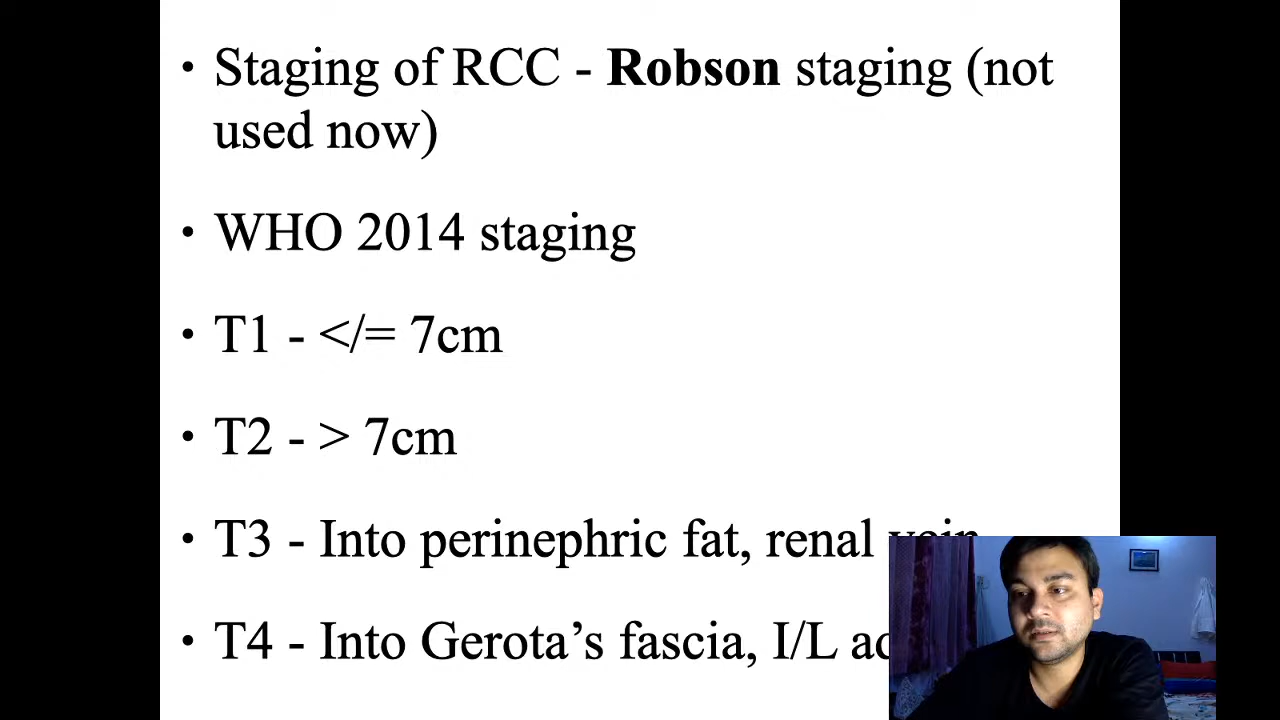 • Staging of RCC - Robson staging (not
used now)
• WHO 2014 staging
• T1 - </= 7cm
• T2 - > 7cm
• T3 - Into perinephric fat, renal vein
• T4 - Into Gerota’s fascia, I/L